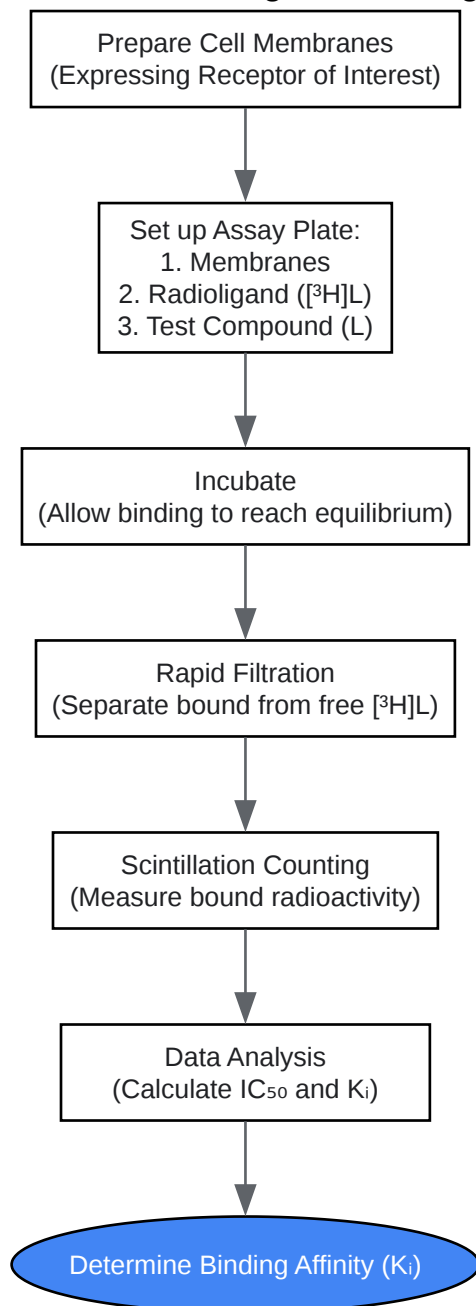 Prepare Cell Membranes
(Expressing Receptor of Interest)
Set up Assay Plate:
1. Membranes
2. Radioligand ([³H]L)
3. Test Compound (L)
Incubate
(Allow binding to reach equilibrium)
Rapid Filtration
(Separate bound from free [³H]L)
Scintillation Counting
(Measure bound radioactivity)
Data Analysis
(Calculate IC₅₀ and Kᵢ)
Determine Binding Affinity (Kᵢ)